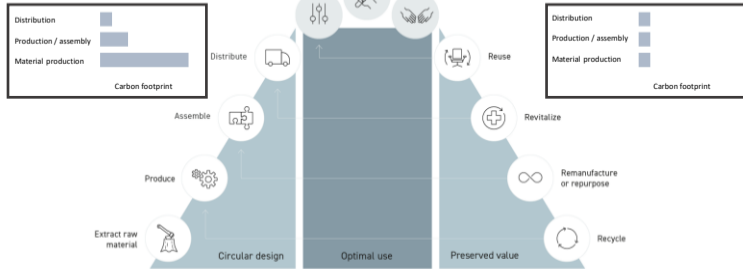 Distribution
Production / assembly
Material production
Carbon footprint
Distribution
Production / assembly
Material production
Carbon footprint
Distribute
Reuse
Assemble
Revitalize
Produce
Remanufacture
or repurpose
Extract raw
material
Recycle
Circular design
Optimal use
Preserved value